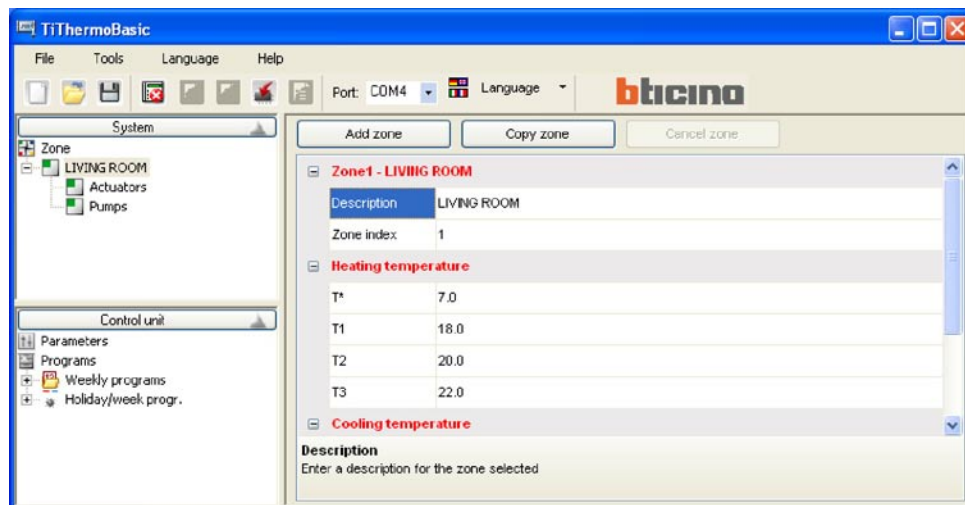 TiThermoBasic
File Tools Language Help
Port: COM4 Language bticino
System
Zone
LIVING ROOM
Actuators
Pumps
Control unit
Parameters
Programs
Weekly programs
Holiday/week progr.
Add zone Copy zone Cancel zone
Zone1 - LIVING ROOM
Description LIVING ROOM
Zone index 1
Heating temperature
T* 7.0
T1 18.0
T2 20.0
T3 22.0
Cooling temperature
Description
Enter a description for the zone selected